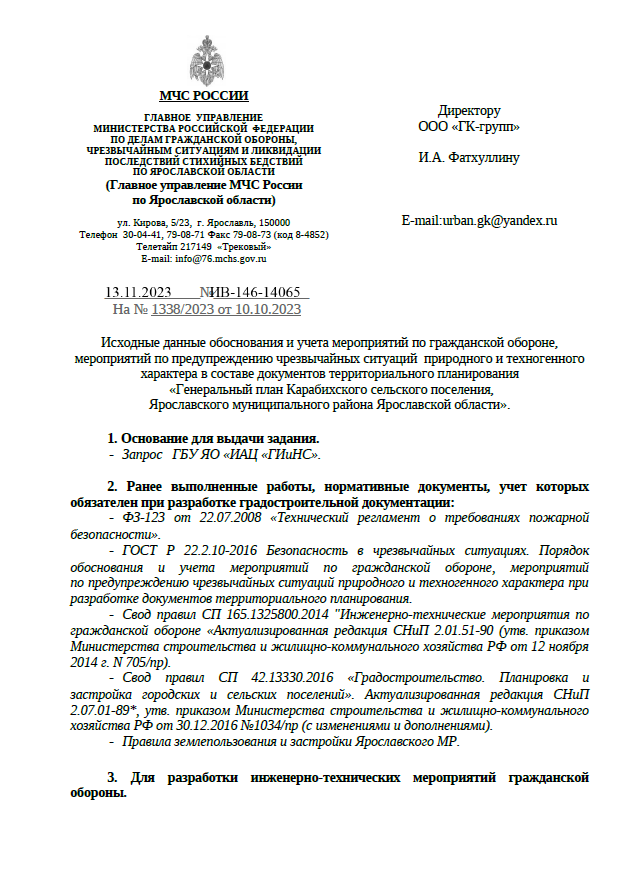 МЧС РОССИИ
ГЛАВНОЕ УПРАВЛЕНИЕ
МИНИСТЕРСТВА РОССИЙСКОЙ ФЕДЕРАЦИИ
ПО ДЕЛАМ ГРАЖДАНСКОЙ ОБОРОНЫ,
ЧРЕЗВЫЧАЙНЫМ СИТУАЦИЯМ И ЛИКВИДАЦИИ
ПОСЛЕДСТВИЙ СТИХИЙНЫХ БЕДСТВИЙ
ПО ЯРОСЛАВСКОЙ ОБЛАСТИ
(Главное управление МЧС России
по Ярославской области)
ул. Кирова, 5/23, г. Ярославль, 150000
Телефон 30-04-41, 79-08-71 Факс 79-08-73 (код 8-4852)
Телетайп 217149 «Трековый»
E-mail: info@76.mchs.gov.ru
13.11.2023 №ИВ-146-14065
На № 1338/2023 от 10.10.2023
Директору
ООО «ГК-групп»
И.А. Фатхуллину
E-mail:urban.gk@yandex.ru
Исходные данные обоснования и учета мероприятий по гражданской обороне,
мероприятий по предупреждению чрезвычайных ситуаций природного и техногенного
характера в составе документов территориального планирования
«Генеральный план Карабихского сельского поселения,
Ярославского муниципального района Ярославской области».
1. Основание для выдачи задания.
- Запрос ГБУ ЯО «ИАЦ «ГИиНС».
2. Ранее выполненные работы, нормативные документы, учет которых
обязателен при разработке градостроительной документации:
- ФЗ-123 от 22.07.2008 «Технический регламент о требованиях пожарной
безопасности».
- ГОСТ Р 22.2.10-2016 Безопасность в чрезвычайных ситуациях. Порядок
обоснования и учета мероприятий по гражданской обороне, мероприятий
по предупреждению чрезвычайных ситуаций природного и техногенного характера при
разработке документов территориального планирования.
- Свод правил СП 165.1325800.2014 "Инженерно-технические мероприятия по
гражданской обороне «Актуализированная редакция СНиП 2.01.51-90 (утв. приказом
Министерства строительства и жилищно-коммунального хозяйства РФ от 12 ноября
2014 г. N 705/пр).
- Свод правил СП 42.13330.2016 «Градостроительство. Планировка и
застройка городских и сельских поселений». Актуализированная редакция СНиП
2.07.01-89*, утв. приказом Министерства строительства и жилищно-коммунального
хозяйства РФ от 30.12.2016 №1034/пр (с изменениями и дополнениями).
- Правила землепользования и застройки Ярославского МР.
3. Для разработки инженерно-технических мероприятий гражданской
обороны.